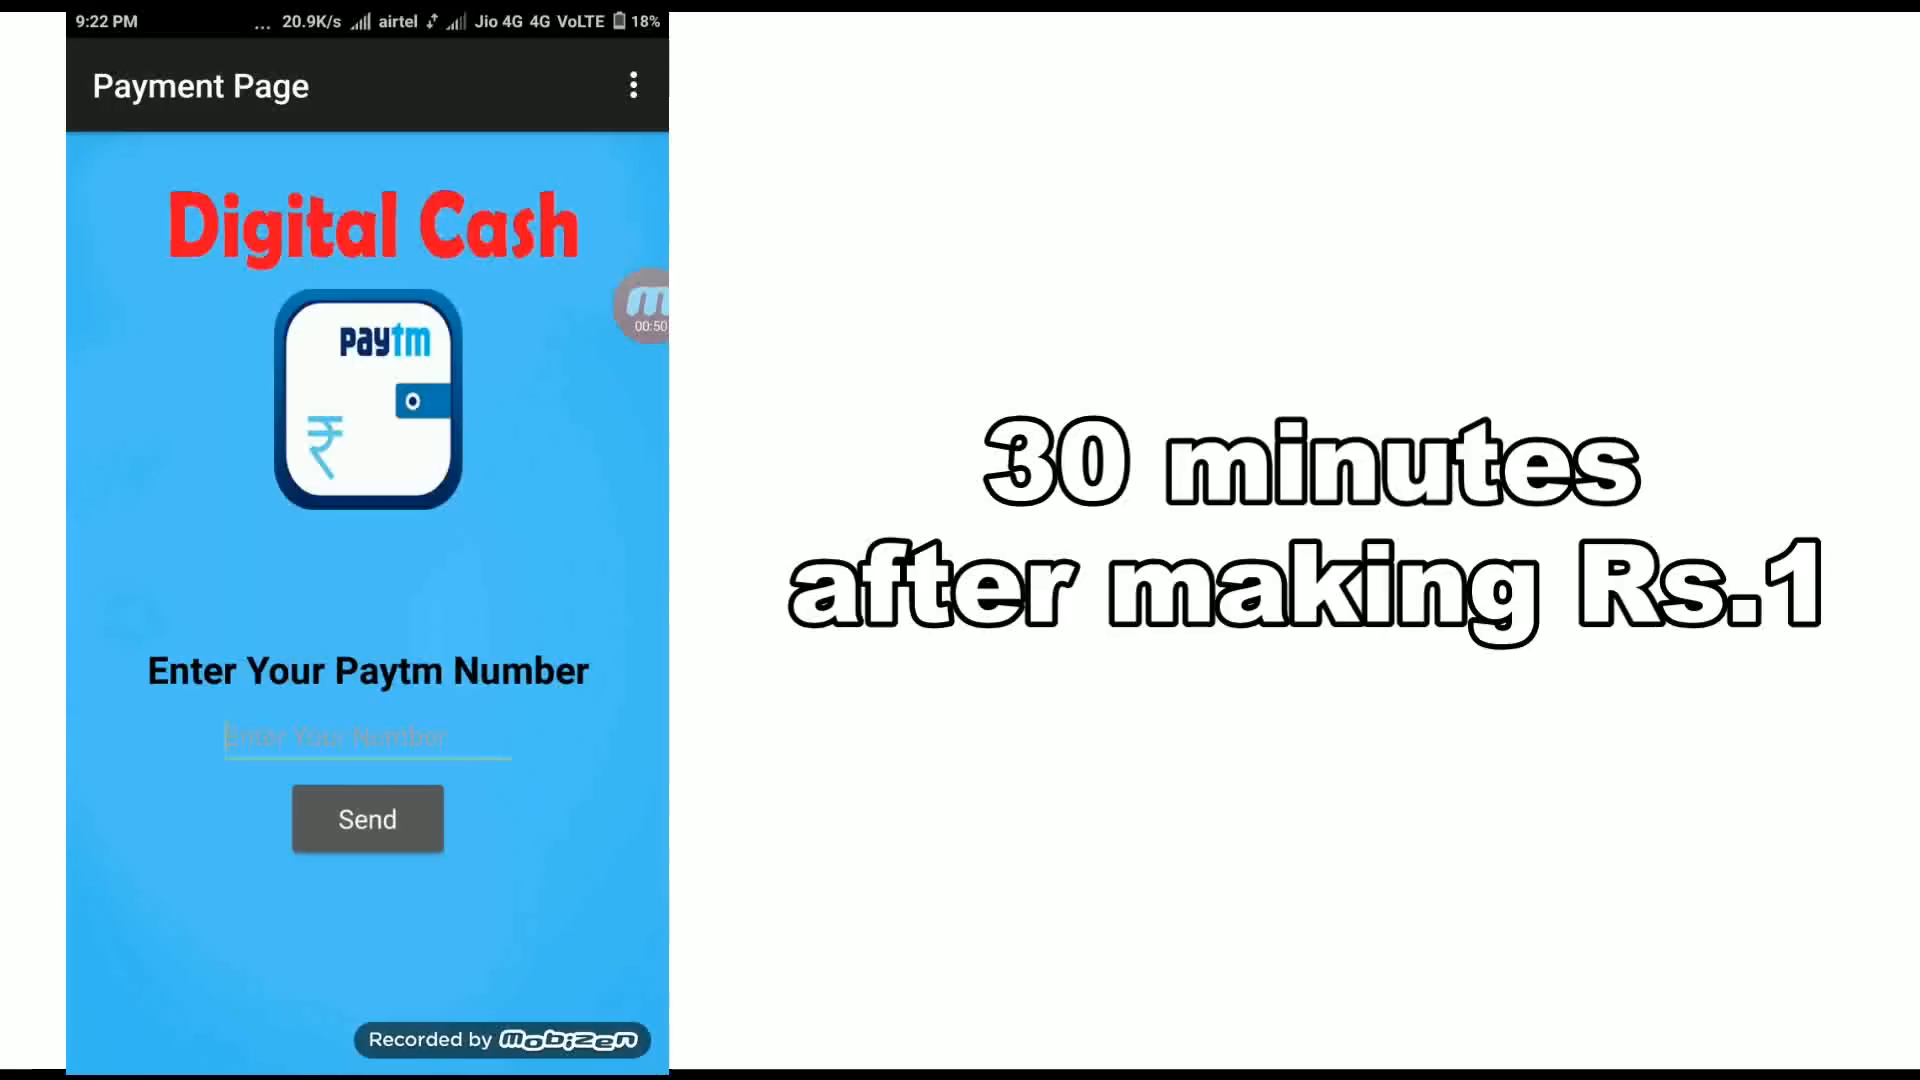 9:22 PM ... 20.9K/s airtel Jio 4G 4G VoLTE 18%
Payment Page
Digital Cash
paytm
₹
00:50
Enter Your Paytm Number
Enter Your Number
Send
Recorded by mobizen
30 minutes
after making Rs.1